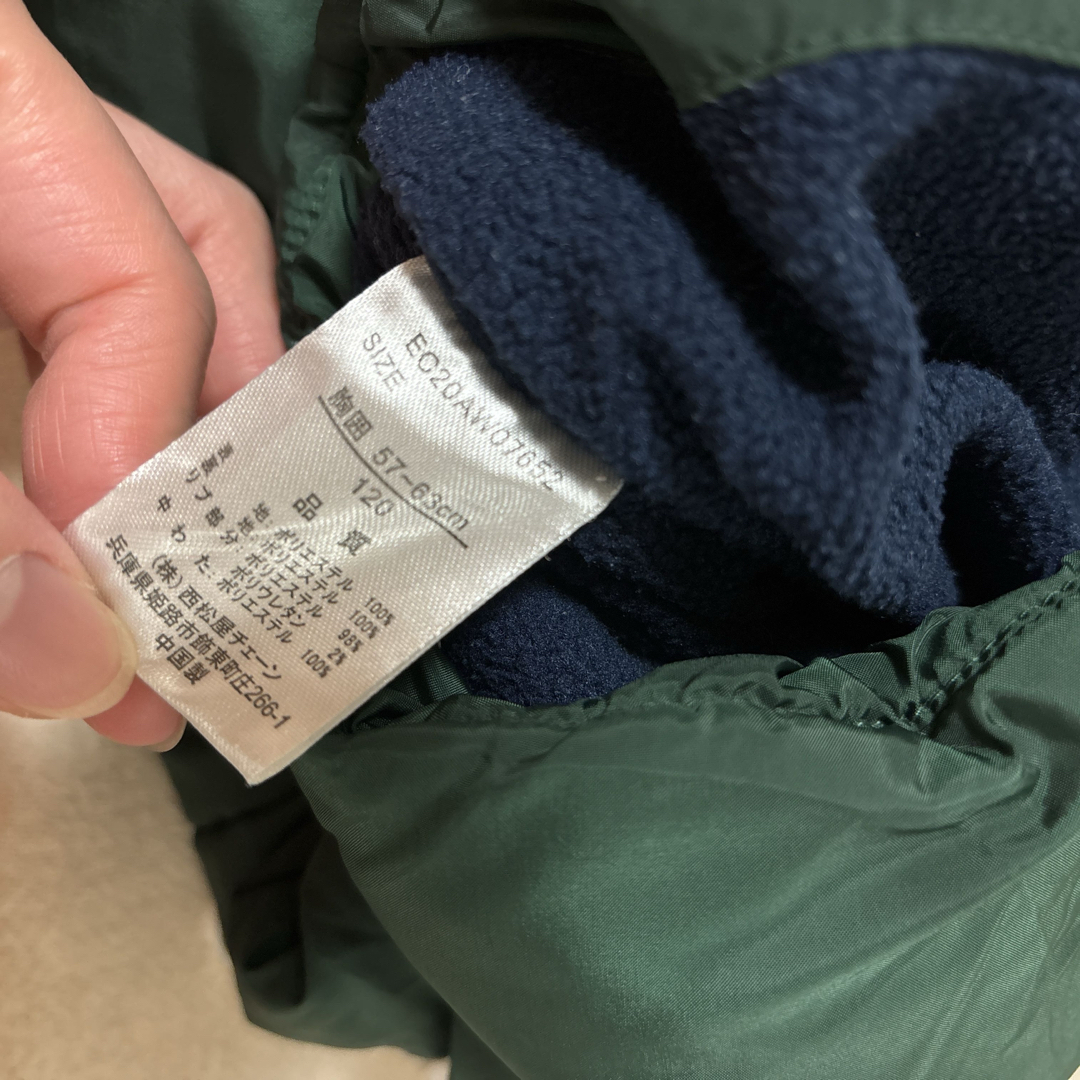 EC20AW07652
SIZE 120
胸囲 57-63cm
品質
表地:ポリエステル 100%
裏地:ポリエステル 100%
リブ部分:ポリエステル 98%
ポリウレタン 2%
中わた:ポリエステル 100%
(株)西松屋チェーン
兵庫県姫路市飾東町庄266-1
中国製